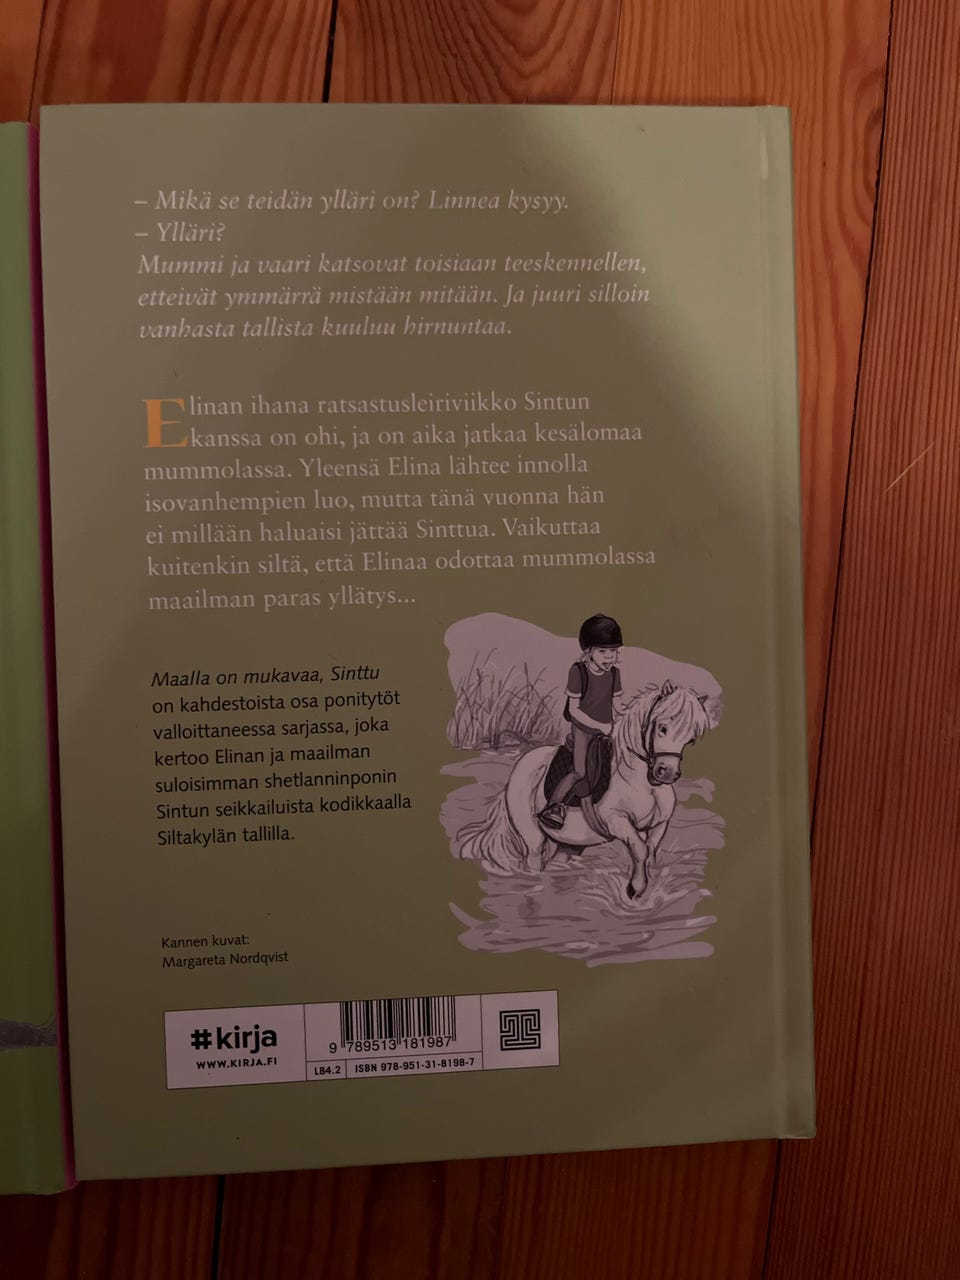 – Mikä se teidän ylläri on? Linnea kysyy.
– Ylläri?
Mummi ja vaari katsovat toisiaan teeskennellen,
etteivät ymmärrä mistään mitään. Ja juuri silloin
vanhasta tallista kuuluu hirnuntaa.
Elinan ihana ratsastusleiriviikko Sintun
kanssa on ohi, ja on aika jatkaa kesälomaa
mummolassa. Yleensä Elina lähtee innolla
isovanhempien luo, mutta tänä vuonna hän
ei millään haluaisi jättää Sinttua. Vaikuttaa
kuitenkin siltä, että Elinaa odottaa mummolassa
maailman paras yllätys...
Maalla on mukavaa, Sinttu
on kahdestoista osa ponitytöt
valloittaneessa sarjassa, joka
kertoo Elinan ja maailman
suloisimman shetlanninponin
Sintun seikkailuista kodikkaalla
Siltakylän tallilla.
Kannen kuvat:
Margareta Nordqvist
#kirja
WWW.KIRJA.FI
9 789513 181987
L84.2 ISBN 978-951-31-8198-7